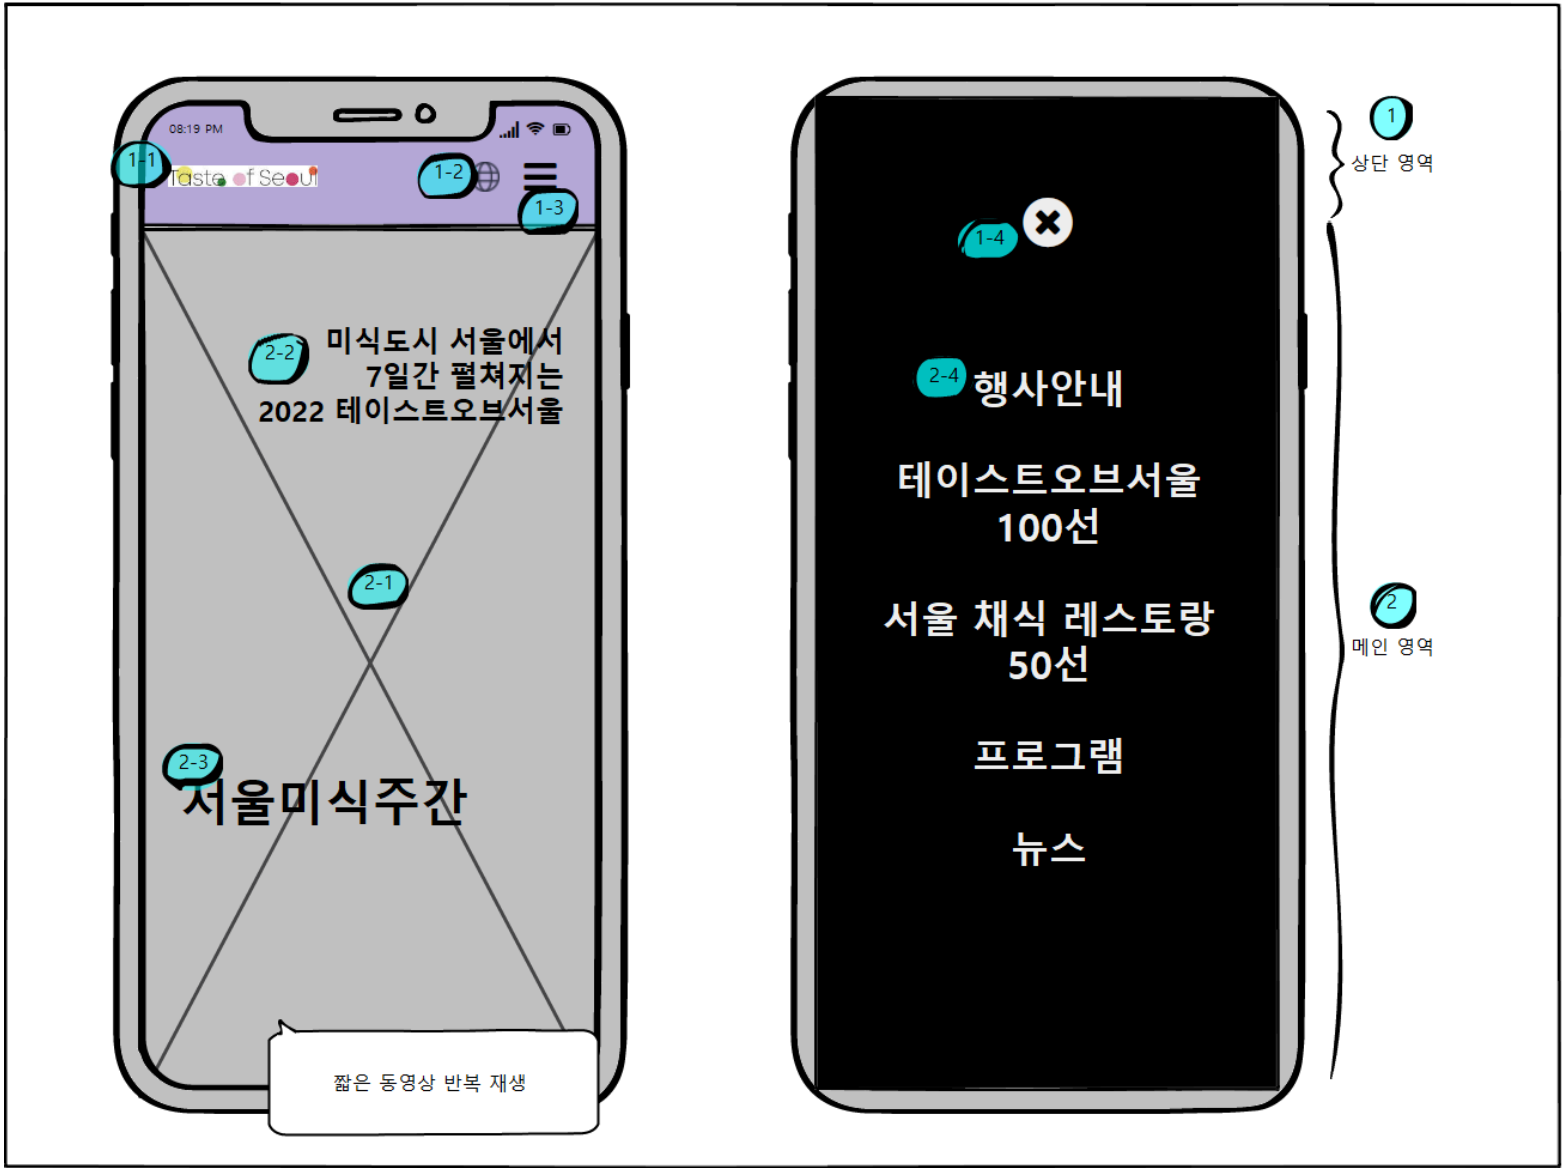 08:19 PM
1-1
Taste of Seoul
1-2
1-3
2-2
미식도시 서울에서
7일간 펼쳐지는
2022 테이스트오브서울
2-1
2-3
서울미식주간
짧은 동영상 반복 재생
1-4
2-4
행사안내
테이스트오브서울
100선
서울 채식 레스토랑
50선
프로그램
뉴스
1
상단 영역
2
메인 영역